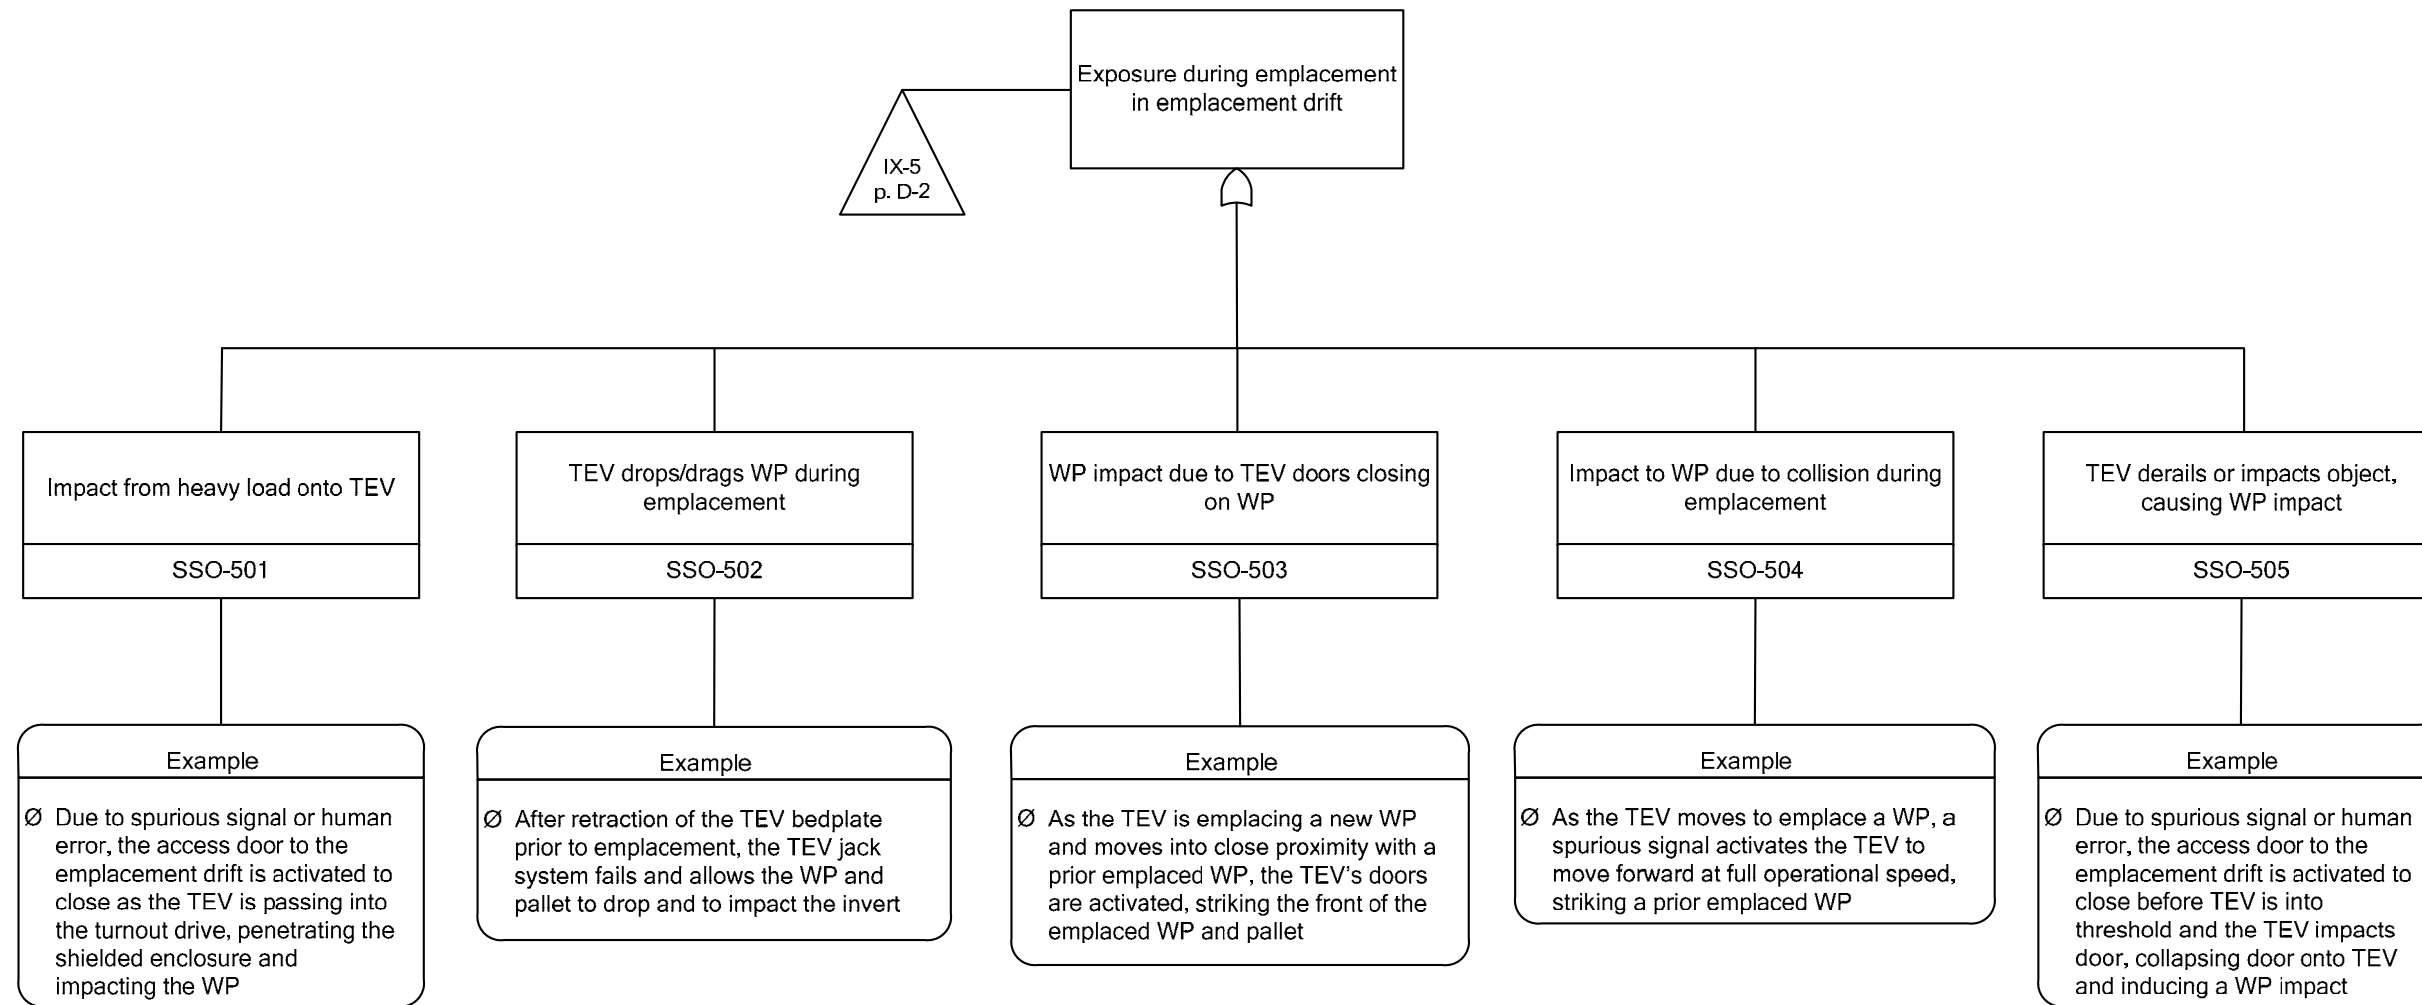 Exposure during emplacement
in emplacement drift
IX-5
p. D-2
Impact from heavy load onto TEV
SSO-501
TEV drops/drags WP during
emplacement
SSO-502
WP impact due to TEV doors closing
on WP
SSO-503
Impact to WP due to collision during
emplacement
SSO-504
TEV derails or impacts object,
causing WP impact
SSO-505
Example
Ø Due to spurious signal or human
error, the access door to the
emplacement drift is activated to
close as the TEV is passing into
the turnout drive, penetrating the
shielded enclosure and
impacting the WP
Example
Ø After retraction of the TEV bedplate
prior to emplacement, the TEV jack
system fails and allows the WP and
pallet to drop and to impact the invert
Example
Ø As the TEV is emplacing a new WP
and moves into close proximity with a
prior emplaced WP, the TEV's doors
are activated, striking the front of the
emplaced WP and pallet
Example
Ø As the TEV moves to emplace a WP, a
spurious signal activates the TEV to
move forward at full operational speed,
striking a prior emplaced WP
Example
Ø Due to spurious signal or human
error, the access door to the
emplacement drift is activated to
close before TEV is into
threshold and the TEV impacts
door, collapsing door onto TEV
and inducing a WP impact